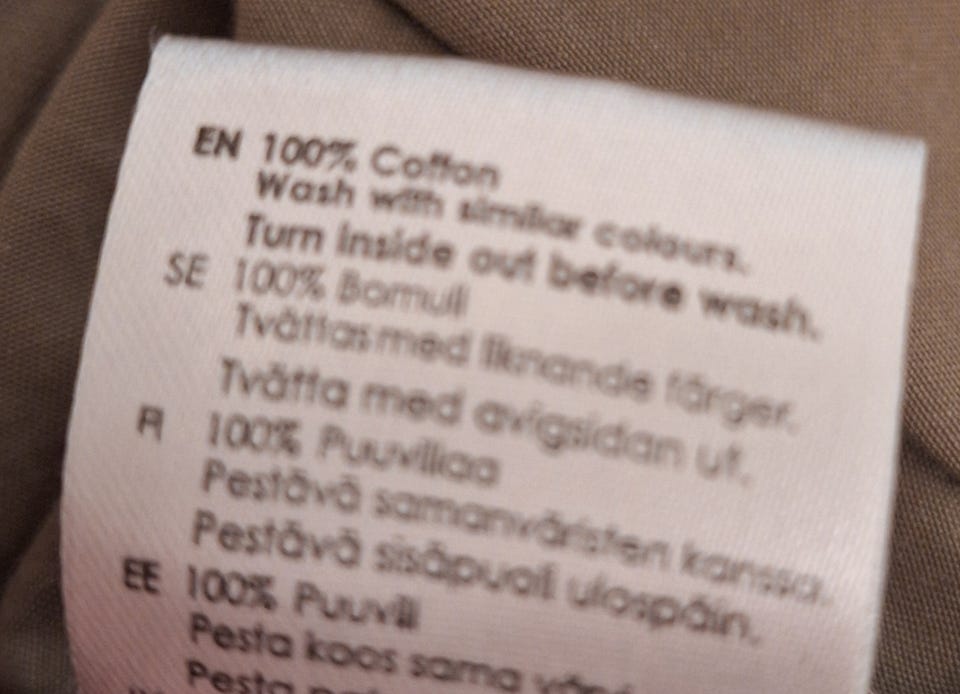 EN 100% Cotton
Wash with similar colours.
Turn inside out before wash.
SE 100% Bomull
Tvättas med liknande färger.
Tvätta med avigsidan ut.
FI 100% Puuvillaa
Pestävä samanväristen kanssa.
Pestävä sisäpuoli ulospäin.
EE 100% Puuvill
Pesta koos sama
Pesta